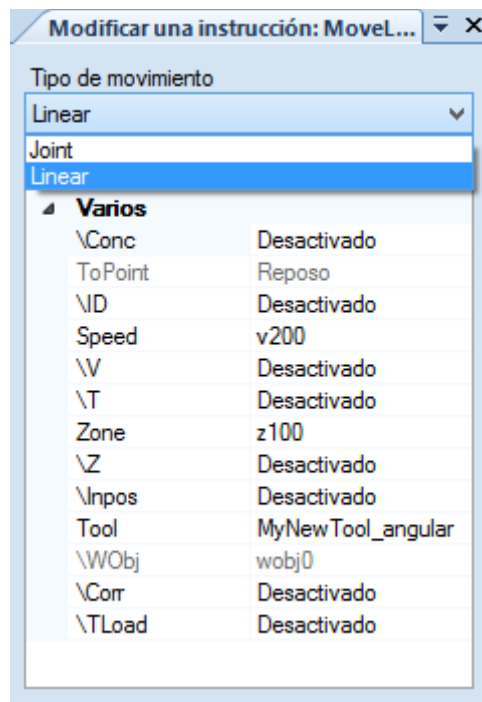 Modificar una instrucción: MoveL...
Tipo de movimiento
Linear
Joint
Linear
Varios
\Conc Desactivado
ToPoint Reposo
\ID Desactivado
Speed v200
\V Desactivado
\T Desactivado
Zone z100
\Z Desactivado
\Inpos Desactivado
Tool MyNewTool_angular
\WObj wobj0
\Corr Desactivado
\TLoad Desactivado